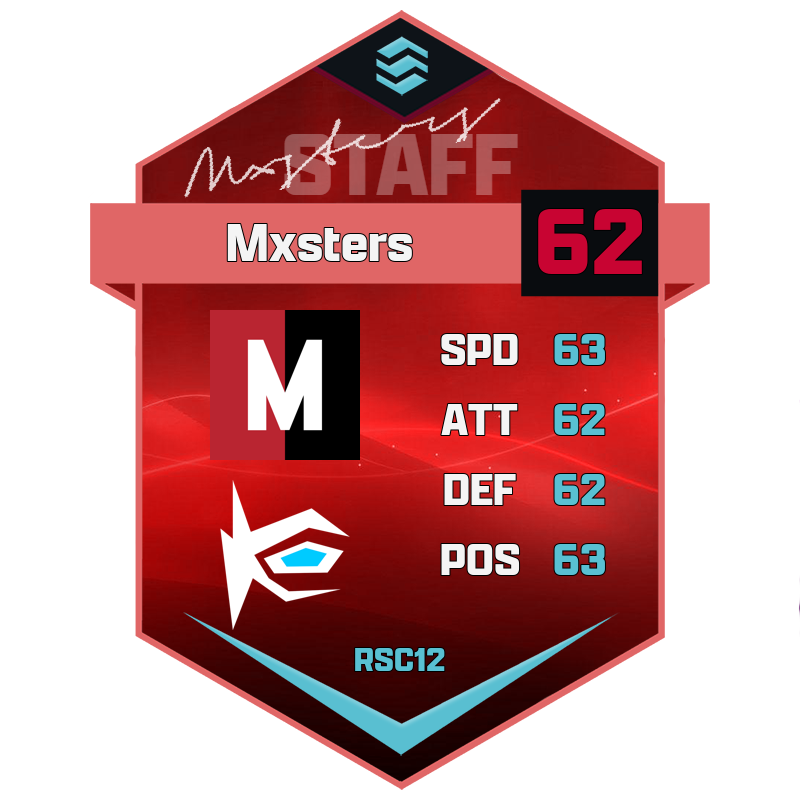 Mxsters
STAFF
Mxsters
62
M
SPD 63
ATT 62
DEF 62
POS 63
RSC12